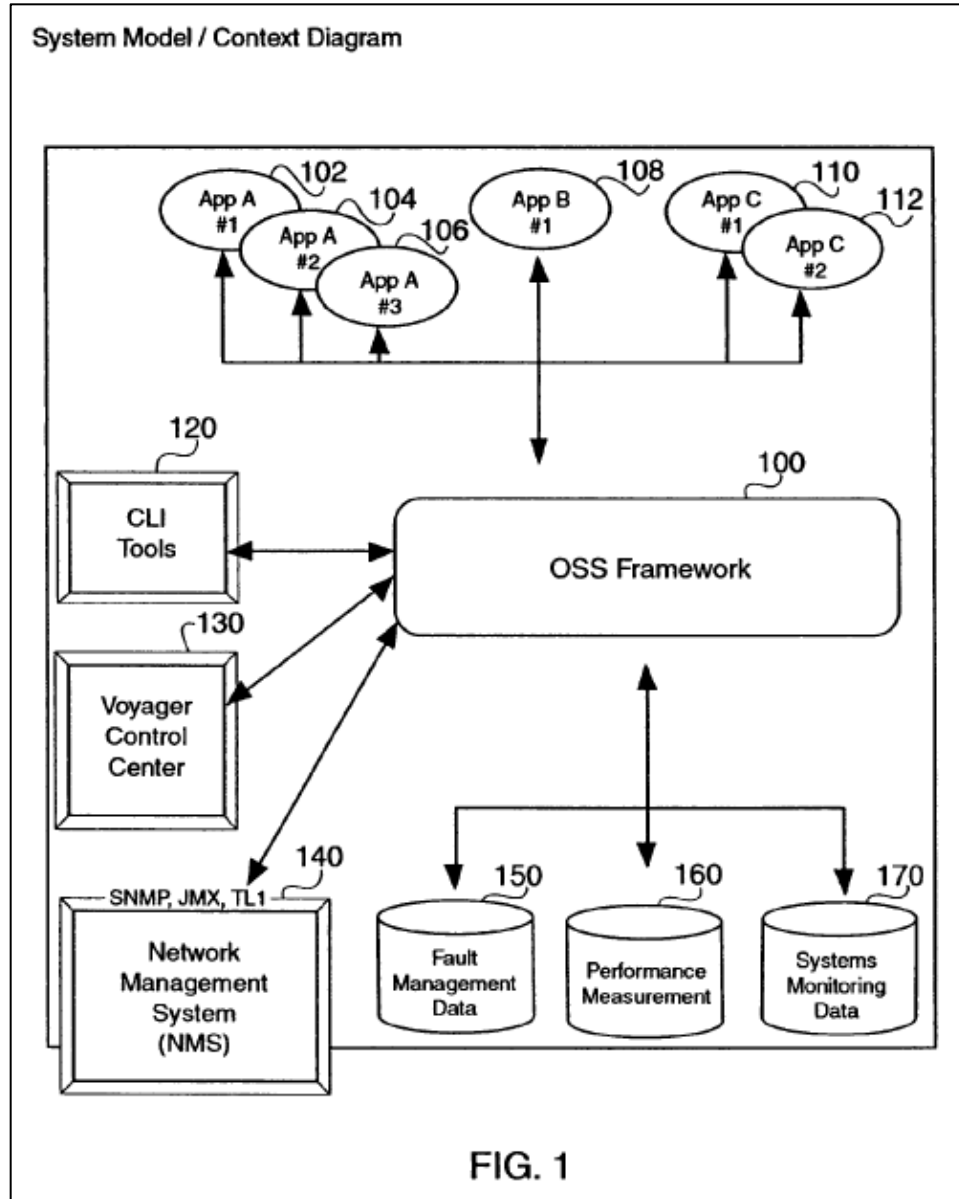 System Model / Context Diagram
102
App A
#1
104
App A
#2
106
App A
#3
108
App B
#1
110
App C
#1
112
App C
#2
120
CLI
Tools
100
OSS Framework
130
Voyager
Control
Center
140
SNMP, JMX, TL1
Network
Management
System
(NMS)
150
Fault
Management
Data
160
Performance
Measurement
170
Systems
Monitoring
Data
FIG. 1